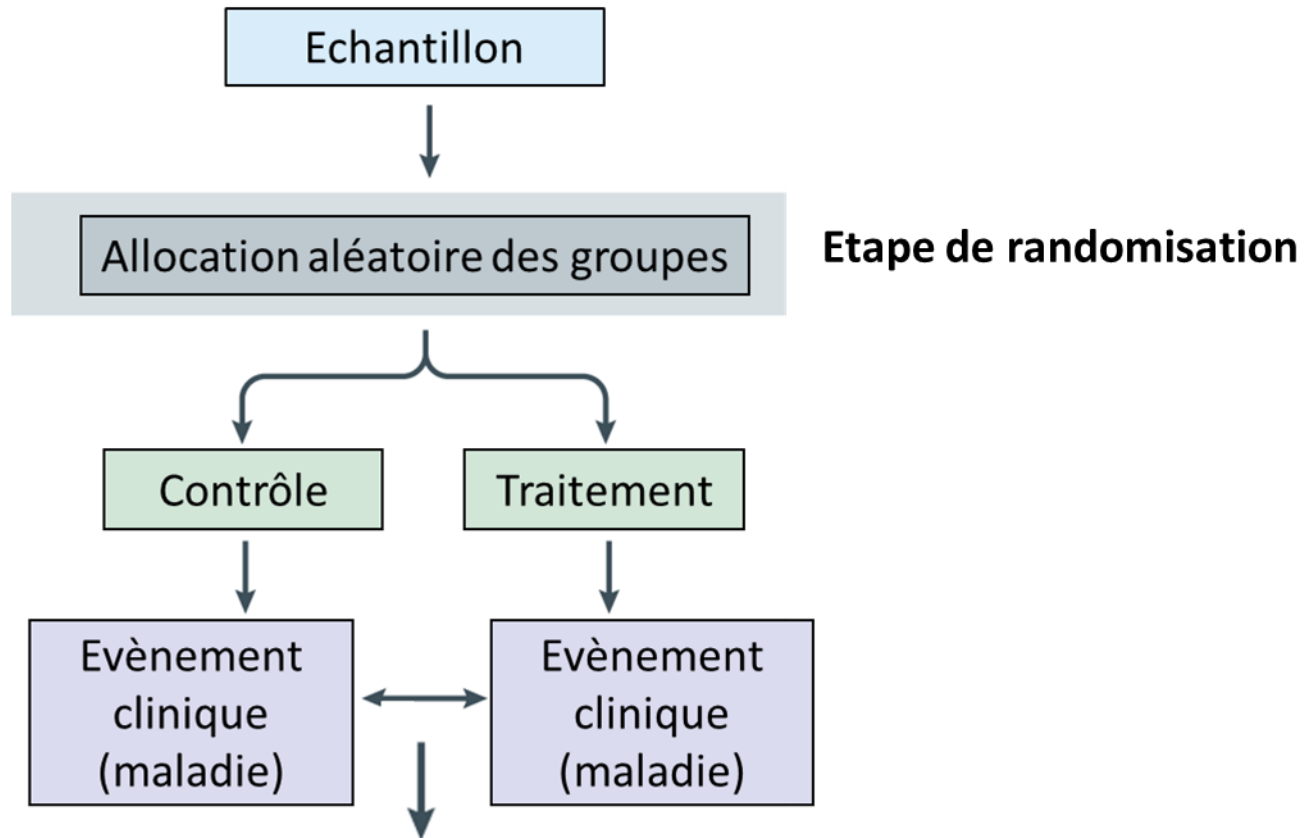 Echantillon
Allocation aléatoire des groupes
Etape de randomisation
Contrôle
Traitement
Evènement
clinique
(maladie)
Evènement
clinique
(maladie)